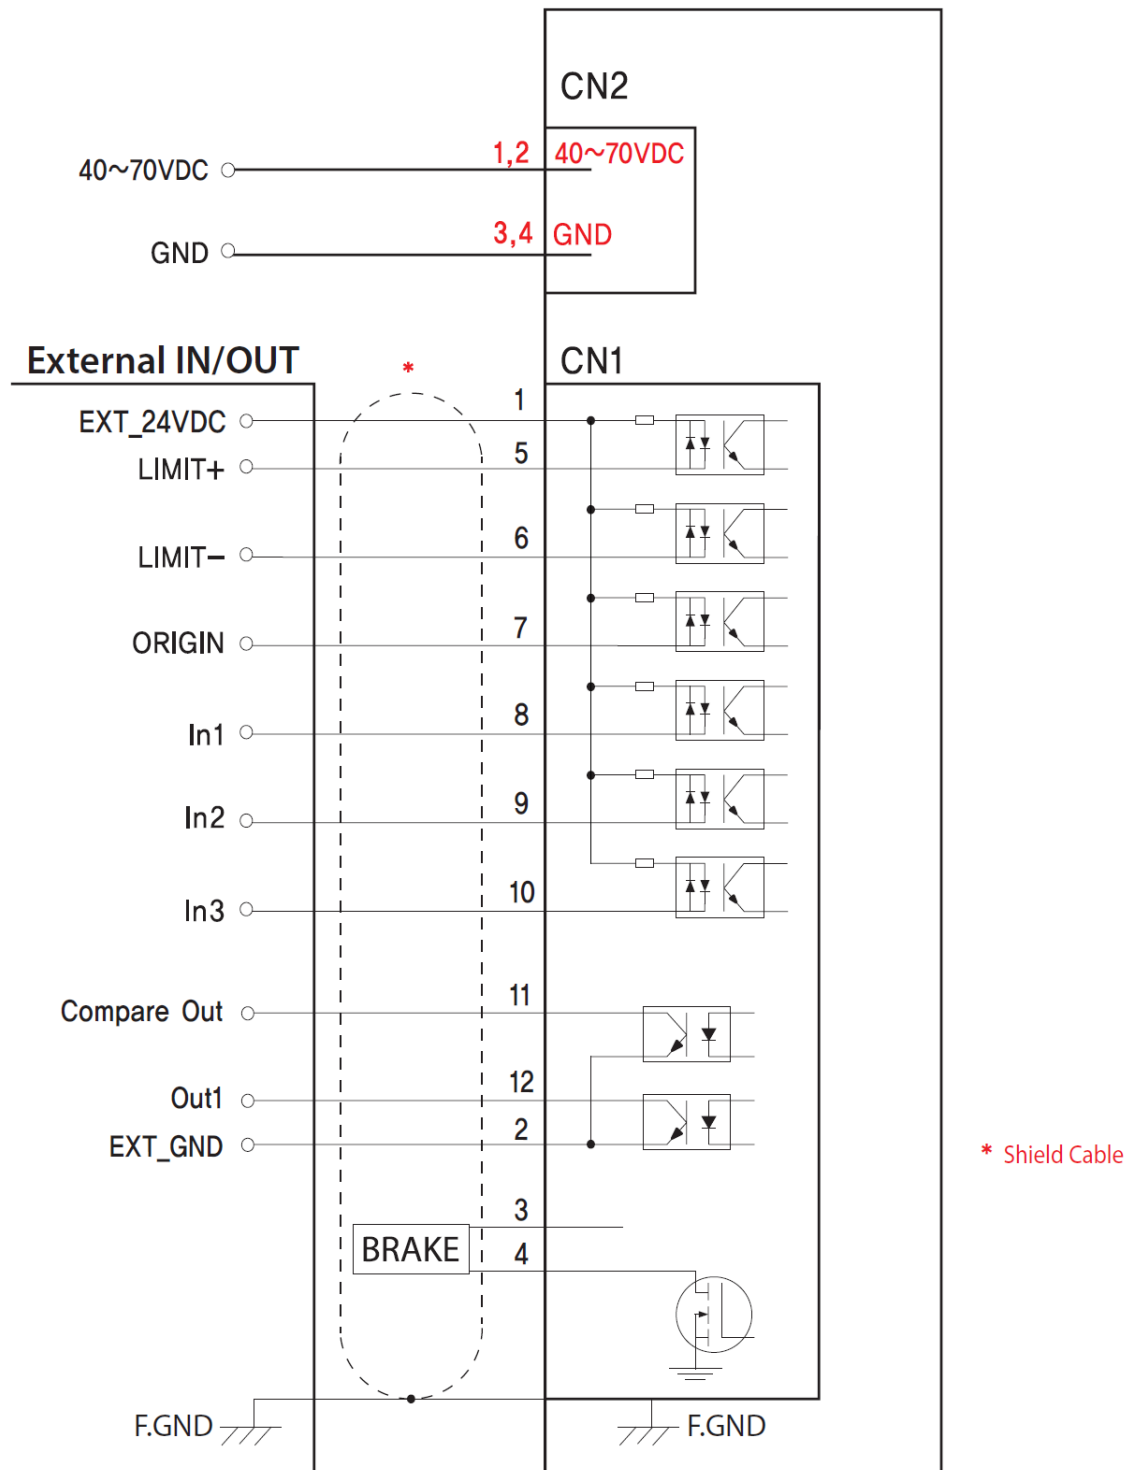 CN2
40~70VDC 1,2 40~70VDC
GND 3,4 GND
External IN/OUT * CN1
EXT_24VDC 1
LIMIT+ 5
LIMIT− 6
ORIGIN 7
In1 8
In2 9
In3 10
Compare Out 11
Out1 12
EXT_GND 2
* Shield Cable
3
BRAKE 4
F.GND F.GND